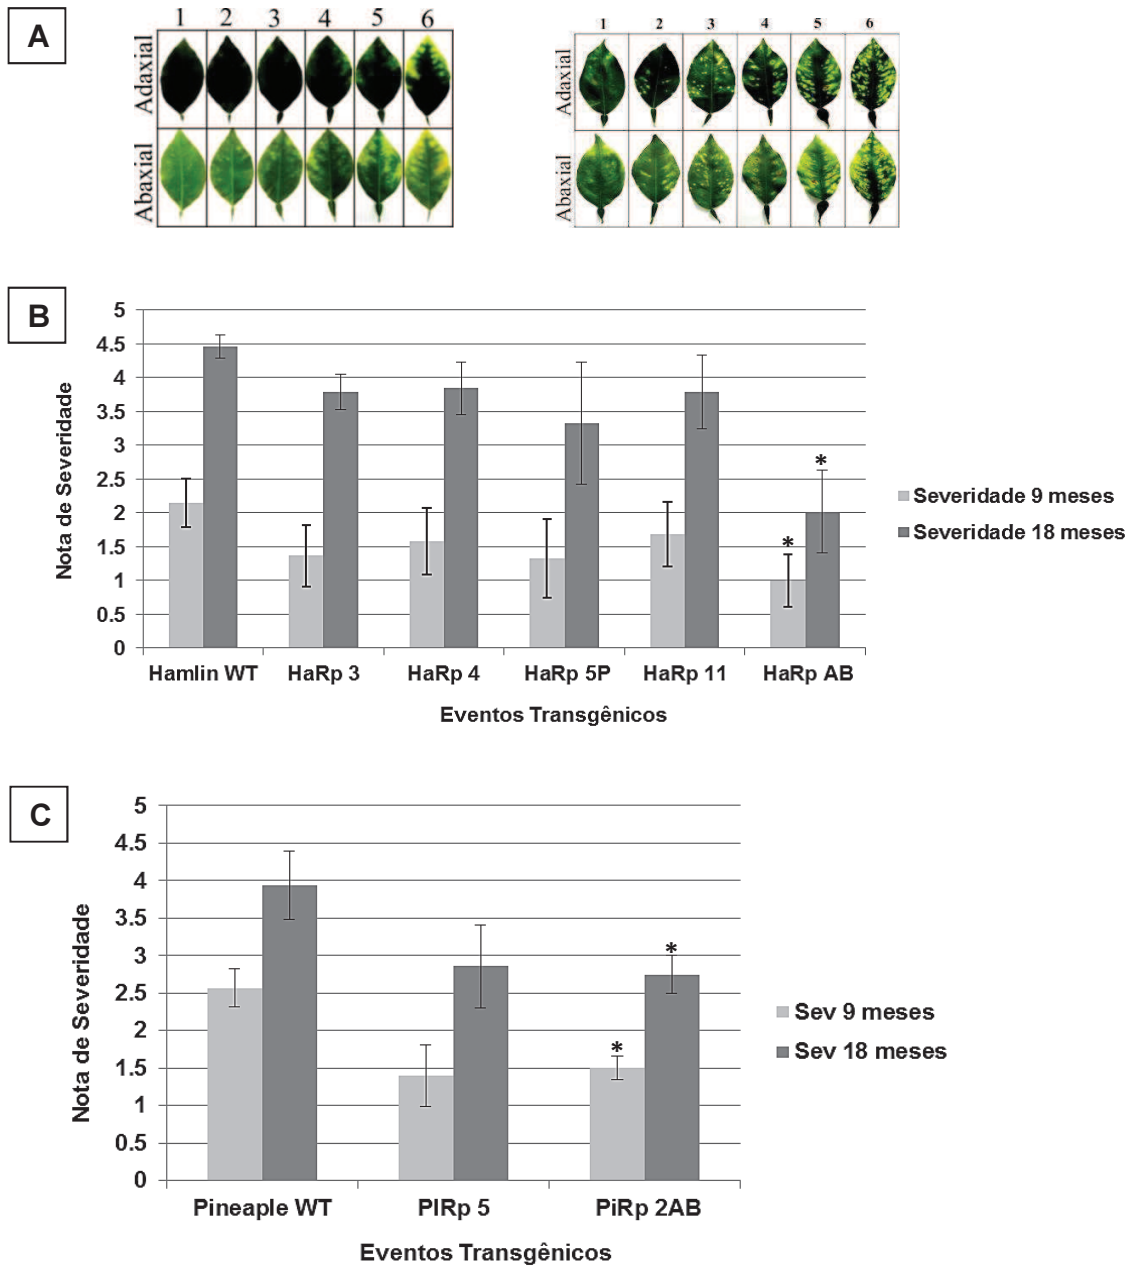 A
1 2 3 4 5 6
Adaxial
Abaxial
1 2 3 4 5 6
Adaxial
Abaxial
B
5
4.5
4
3.5
3
2.5
2
1.5
1
0.5
0
Nota de Severidade
* *
Hamlin WT HaRp 3 HaRp 4 HaRp 5P HaRp 11 HaRp AB
Eventos Transgênicos
Severidade 9 meses
Severidade 18 meses
C
5
4.5
4
3.5
3
2.5
2
1.5
1
0.5
0
Nota de Severidade
* *
Pineaple WT PIRp 5 PiRp 2AB
Eventos Transgênicos
Sev 9 meses
Sev 18 meses